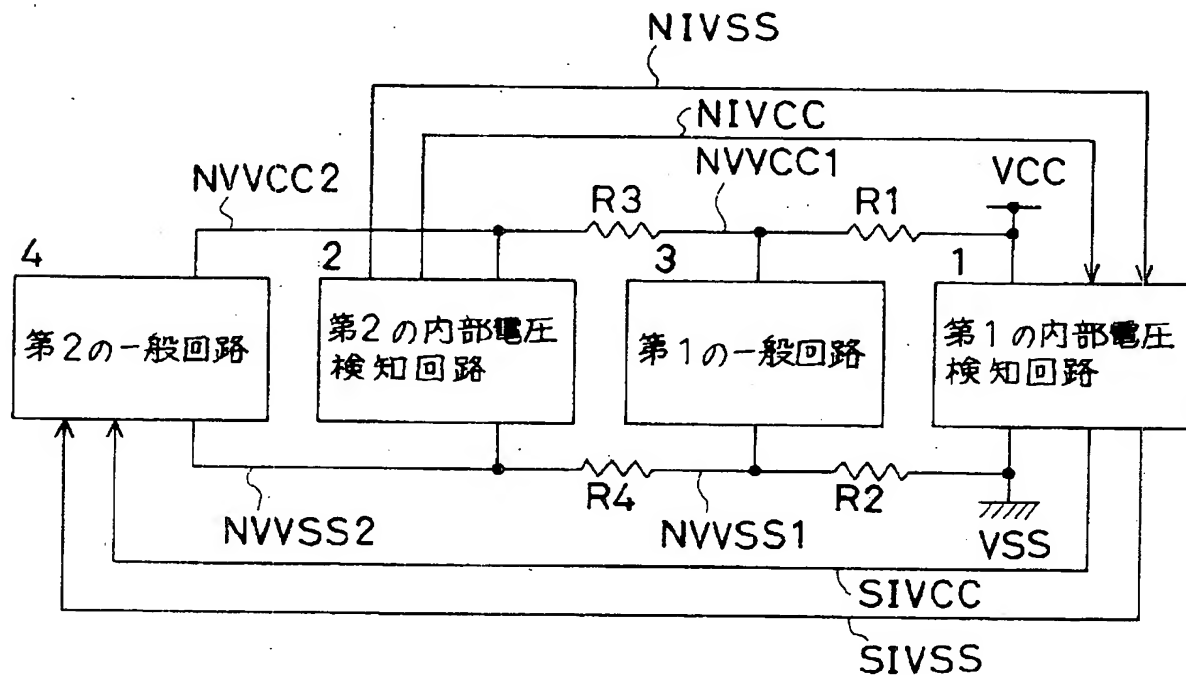 NIVSS
NIVCC
NVVCC2
NVVCC1
VCC
R3
R1
4
2
3
1
第2の一般回路
第2の内部電圧
検知回路
第1の一般回路
第1の内部電圧
検知回路
R4
R2
NVVSS2
NVVSS1
VSS
SIVCC
SIVSS